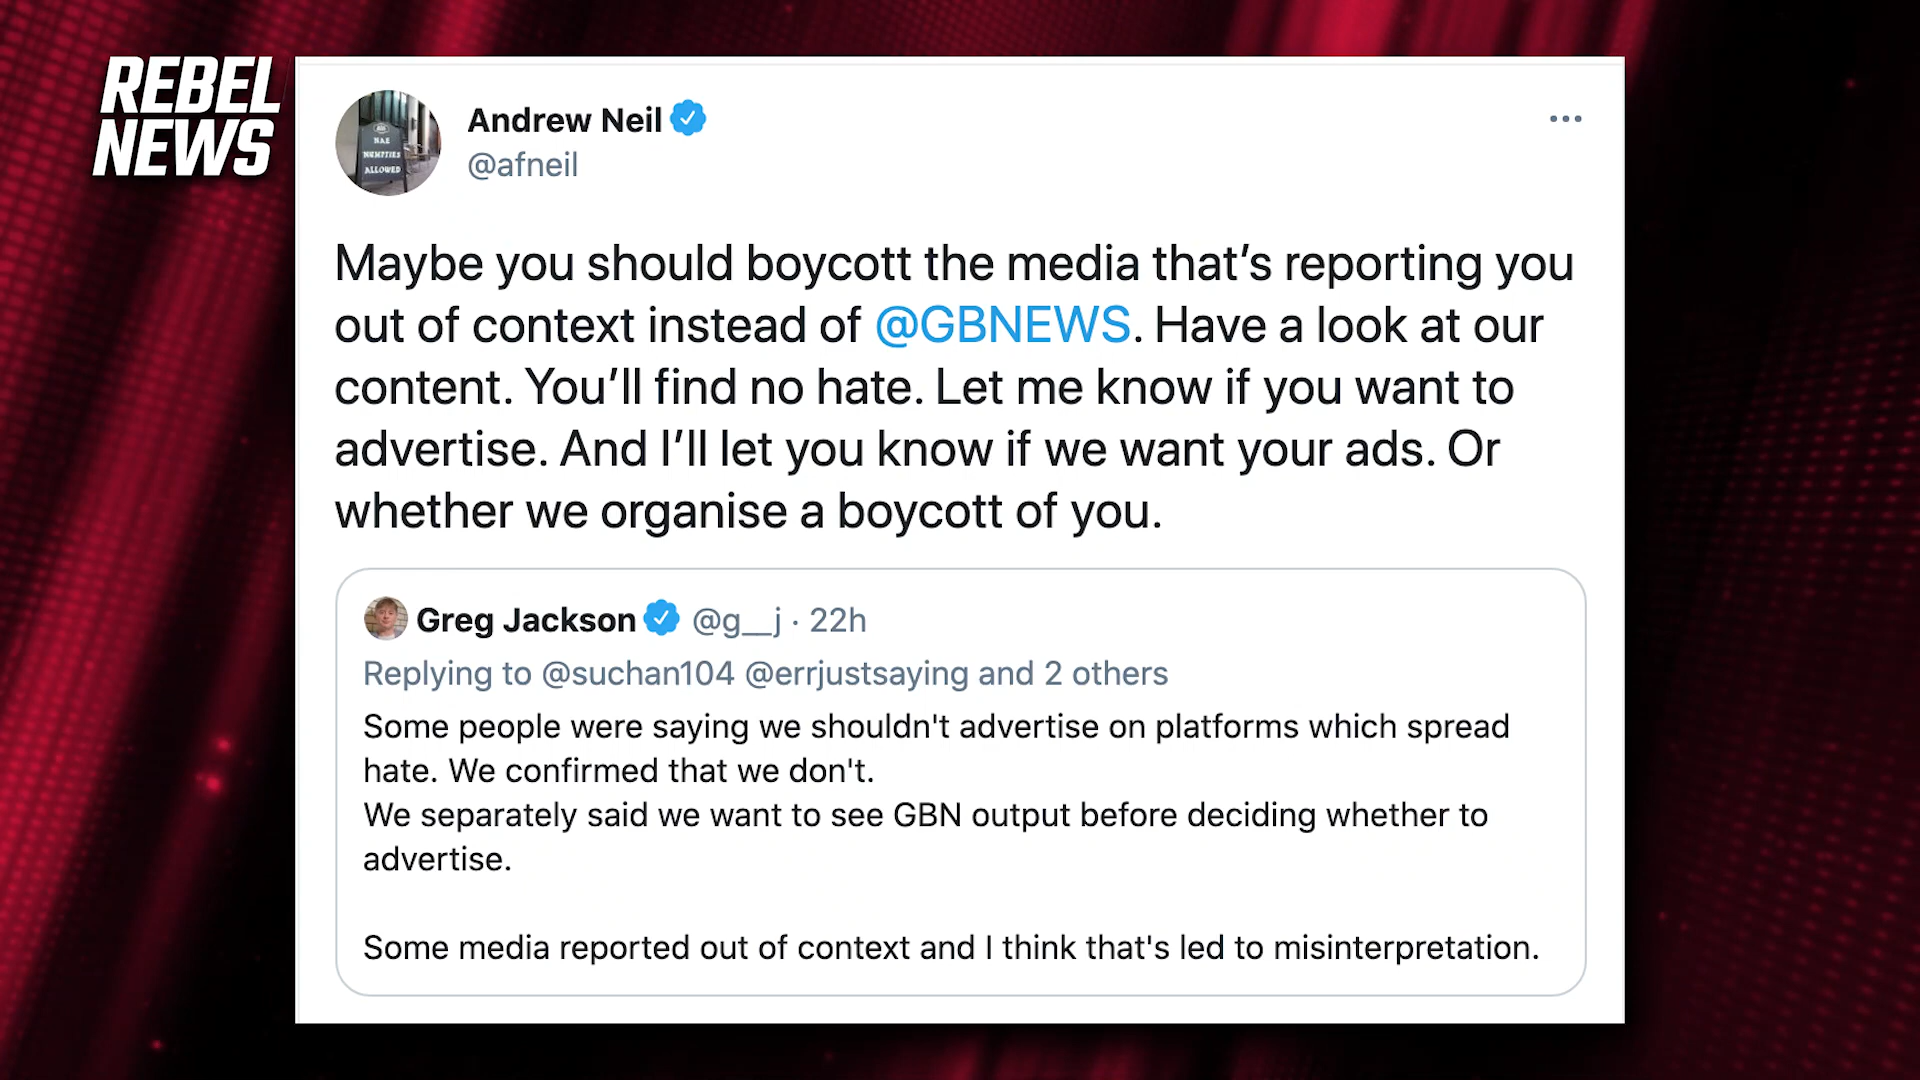 REBEL
NEWS
Andrew Neil
@afneil
NAE
NUMPTIES
ALLOWED
Maybe you should boycott the media that’s reporting you
out of context instead of @GBNEWS. Have a look at our
content. You’ll find no hate. Let me know if you want to
advertise. And I’ll let you know if we want your ads. Or
whether we organise a boycott of you.
Greg Jackson @g__j · 22h
Replying to @suchan104 @errjustsaying and 2 others
Some people were saying we shouldn't advertise on platforms which spread
hate. We confirmed that we don't.
We separately said we want to see GBN output before deciding whether to
advertise.
Some media reported out of context and I think that's led to misinterpretation.